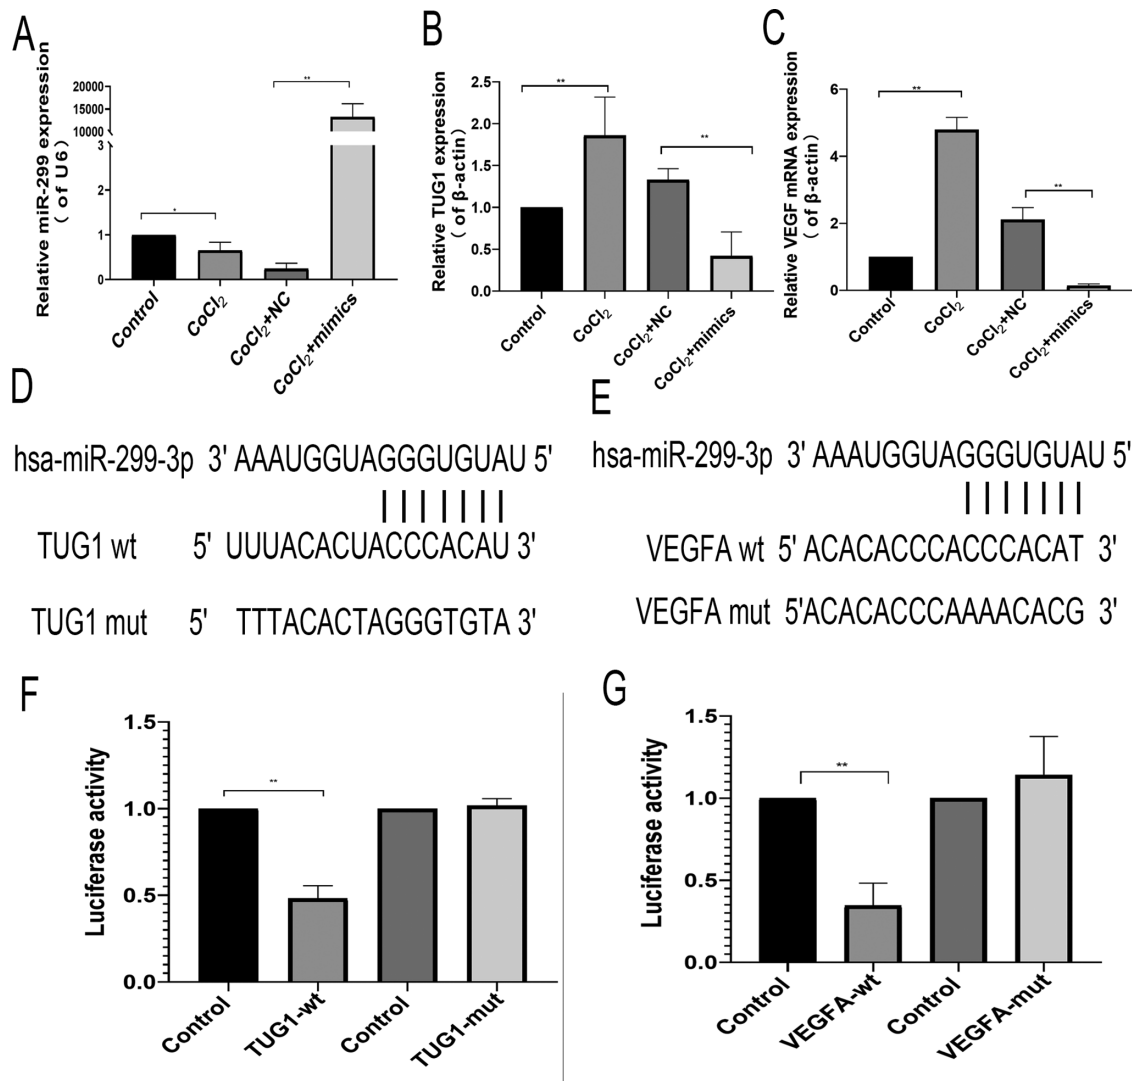 A
Relative miR-299 expression
( of U6)
20000
15000
10000
3
2
1
0
*
**
Control
CoCl₂
CoCl₂+NC
CoCl₂+mimics
B
Relative TUG1 expression
( of β-actin)
2.5
2.0
1.5
1.0
0.5
0.0
**
**
Control
CoCl₂
CoCl₂+NC
CoCl₂+mimics
C
Relative VEGF mRNA expression
( of β-actin)
6
4
2
0
**
**
Control
CoCl₂
CoCl₂+NC
CoCl₂+mimics
D
hsa-miR-299-3p 3' AAAUGGUAGGGUGUAU 5'
TUG1 wt 5' UUUACACUACCCACAU 3'
TUG1 mut 5' TTTACACTAGGGTGTA 3'
E
hsa-miR-299-3p 3' AAAUGGUAGGGUGUAU 5'
VEGFA wt 5' ACACACCCACCCACAT 3'
VEGFA mut 5'ACACACCCAAAACACG 3'
F
Luciferase activity
1.5
1.0
0.5
0.0
**
Control
TUG1-wt
Control
TUG1-mut
G
Luciferase activity
1.5
1.0
0.5
0.0
**
Control
VEGFA-wt
Control
VEGFA-mut